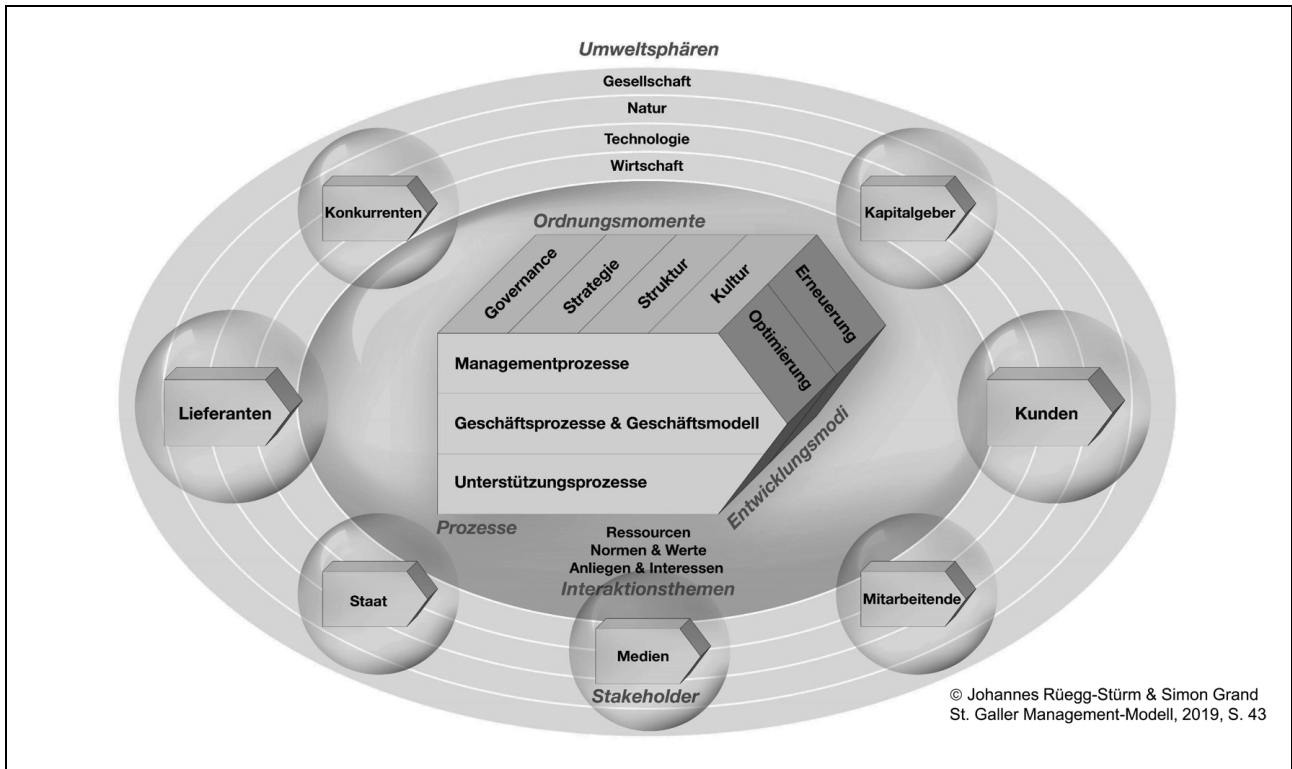 Umweltsphären
Gesellschaft
Natur
Technologie
Wirtschaft
Konkurrenten
Kapitalgeber
Ordnungsmomente
Governance
Strategie
Struktur
Kultur
Erneuerung
Optimierung
Managementprozesse
Geschäftsprozesse & Geschäftsmodell
Unterstützungsprozesse
Lieferanten
Kunden
Entwicklungsmodi
Prozesse
Ressourcen
Normen & Werte
Anliegen & Interessen
Interaktionsthemen
Staat
Mitarbeitende
Medien
Stakeholder
© Johannes Rüegg-Stürm & Simon Grand
St. Galler Management-Modell, 2019, S. 43